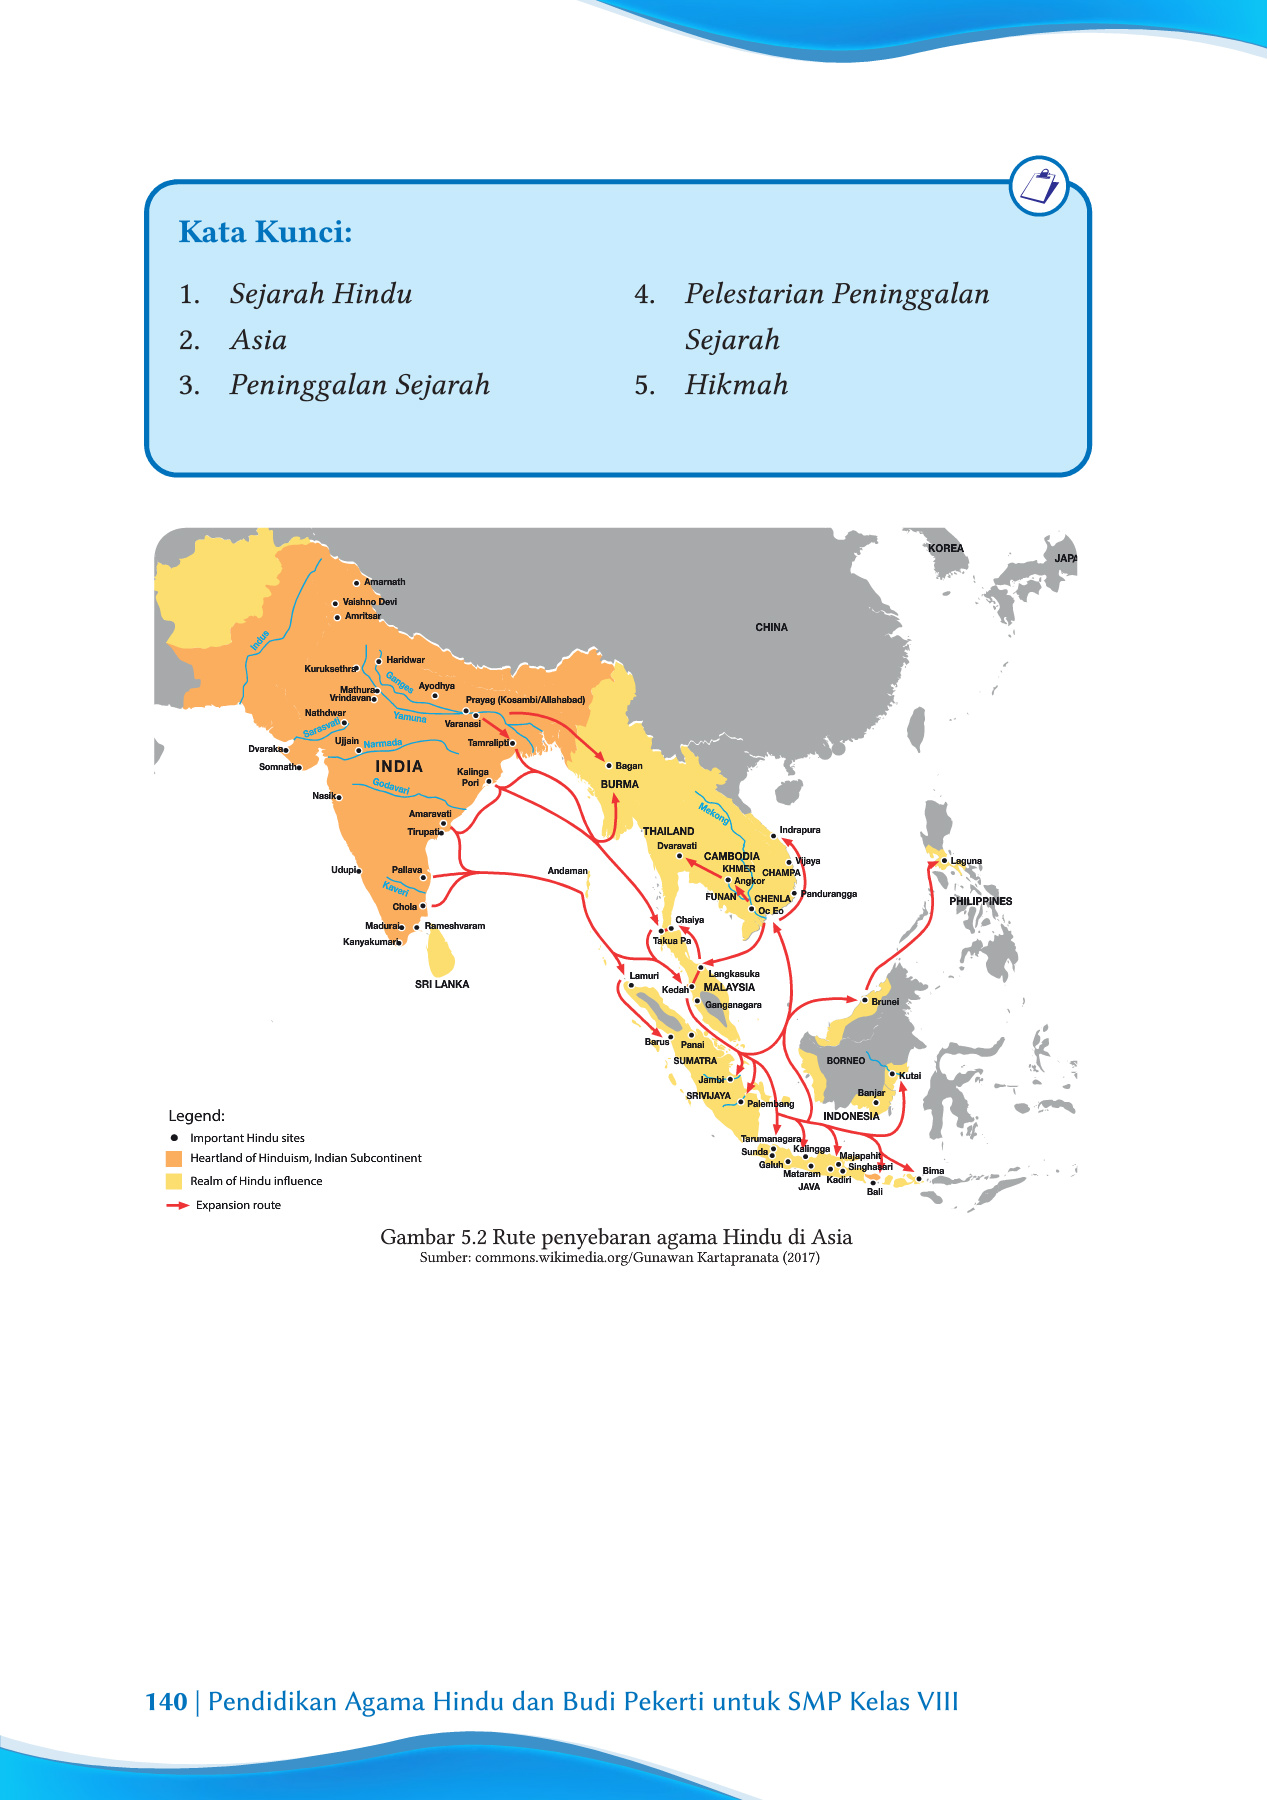 Kata Kunci:
1. Sejarah Hindu
2. Asia
3. Peninggalan Sejarah
4. Pelestarian Peninggalan
Sejarah
5. Hikmah
KOREA
JAPA
CHINA
Amarnath
Vaishno Devi
Amritsar
Indus
Haridwar
Kuruksethra
Ganges
Mathura
Vrindavan
Ayodhya
Prayag (Kosambi/Allahabad)
Nathdwar
Sarasvati
Yamuna
Varanasi
Ujjain
Narmada
Tamralipti
Dvaraka
Somnath
INDIA
Kalinga
Pori
Bagan
BURMA
Nasik
Godavari
Amaravati
Tirupati
Mekong
THAILAND
Dvaravati
Indrapura
CAMBODIA
KHMER
Vijaya
CHAMPA
Angkor
Laguna
Udupi
Pallava
Kaveri
Andaman
FUNAN
CHENLA
Pandurangga
Oc Eo
PHILIPPINES
Chola
Madurai
Rameshvaram
Kanyakumari
Chaiya
Takua Pa
SRI LANKA
Lamuri
Langkasuka
Kedah
MALAYSIA
Ganganagara
Brunei
Barus
Panai
SUMATRA
BORNEO
Jambi
Kutai
SRIVIJAYA
Palembang
Banjar
INDONESIA
Tarumanagara
Sunda
Kalingga
Galuh
Majapahit
Singhasari
Mataram
Kadiri
JAVA
Bali
Bima
Legend:
Important Hindu sites
Heartland of Hinduism, Indian Subcontinent
Realm of Hindu influence
Expansion route
Gambar 5.2 Rute penyebaran agama Hindu di Asia
Sumber: commons.wikimedia.org/Gunawan Kartapranata (2017)
140 | Pendidikan Agama Hindu dan Budi Pekerti untuk SMP Kelas VIII